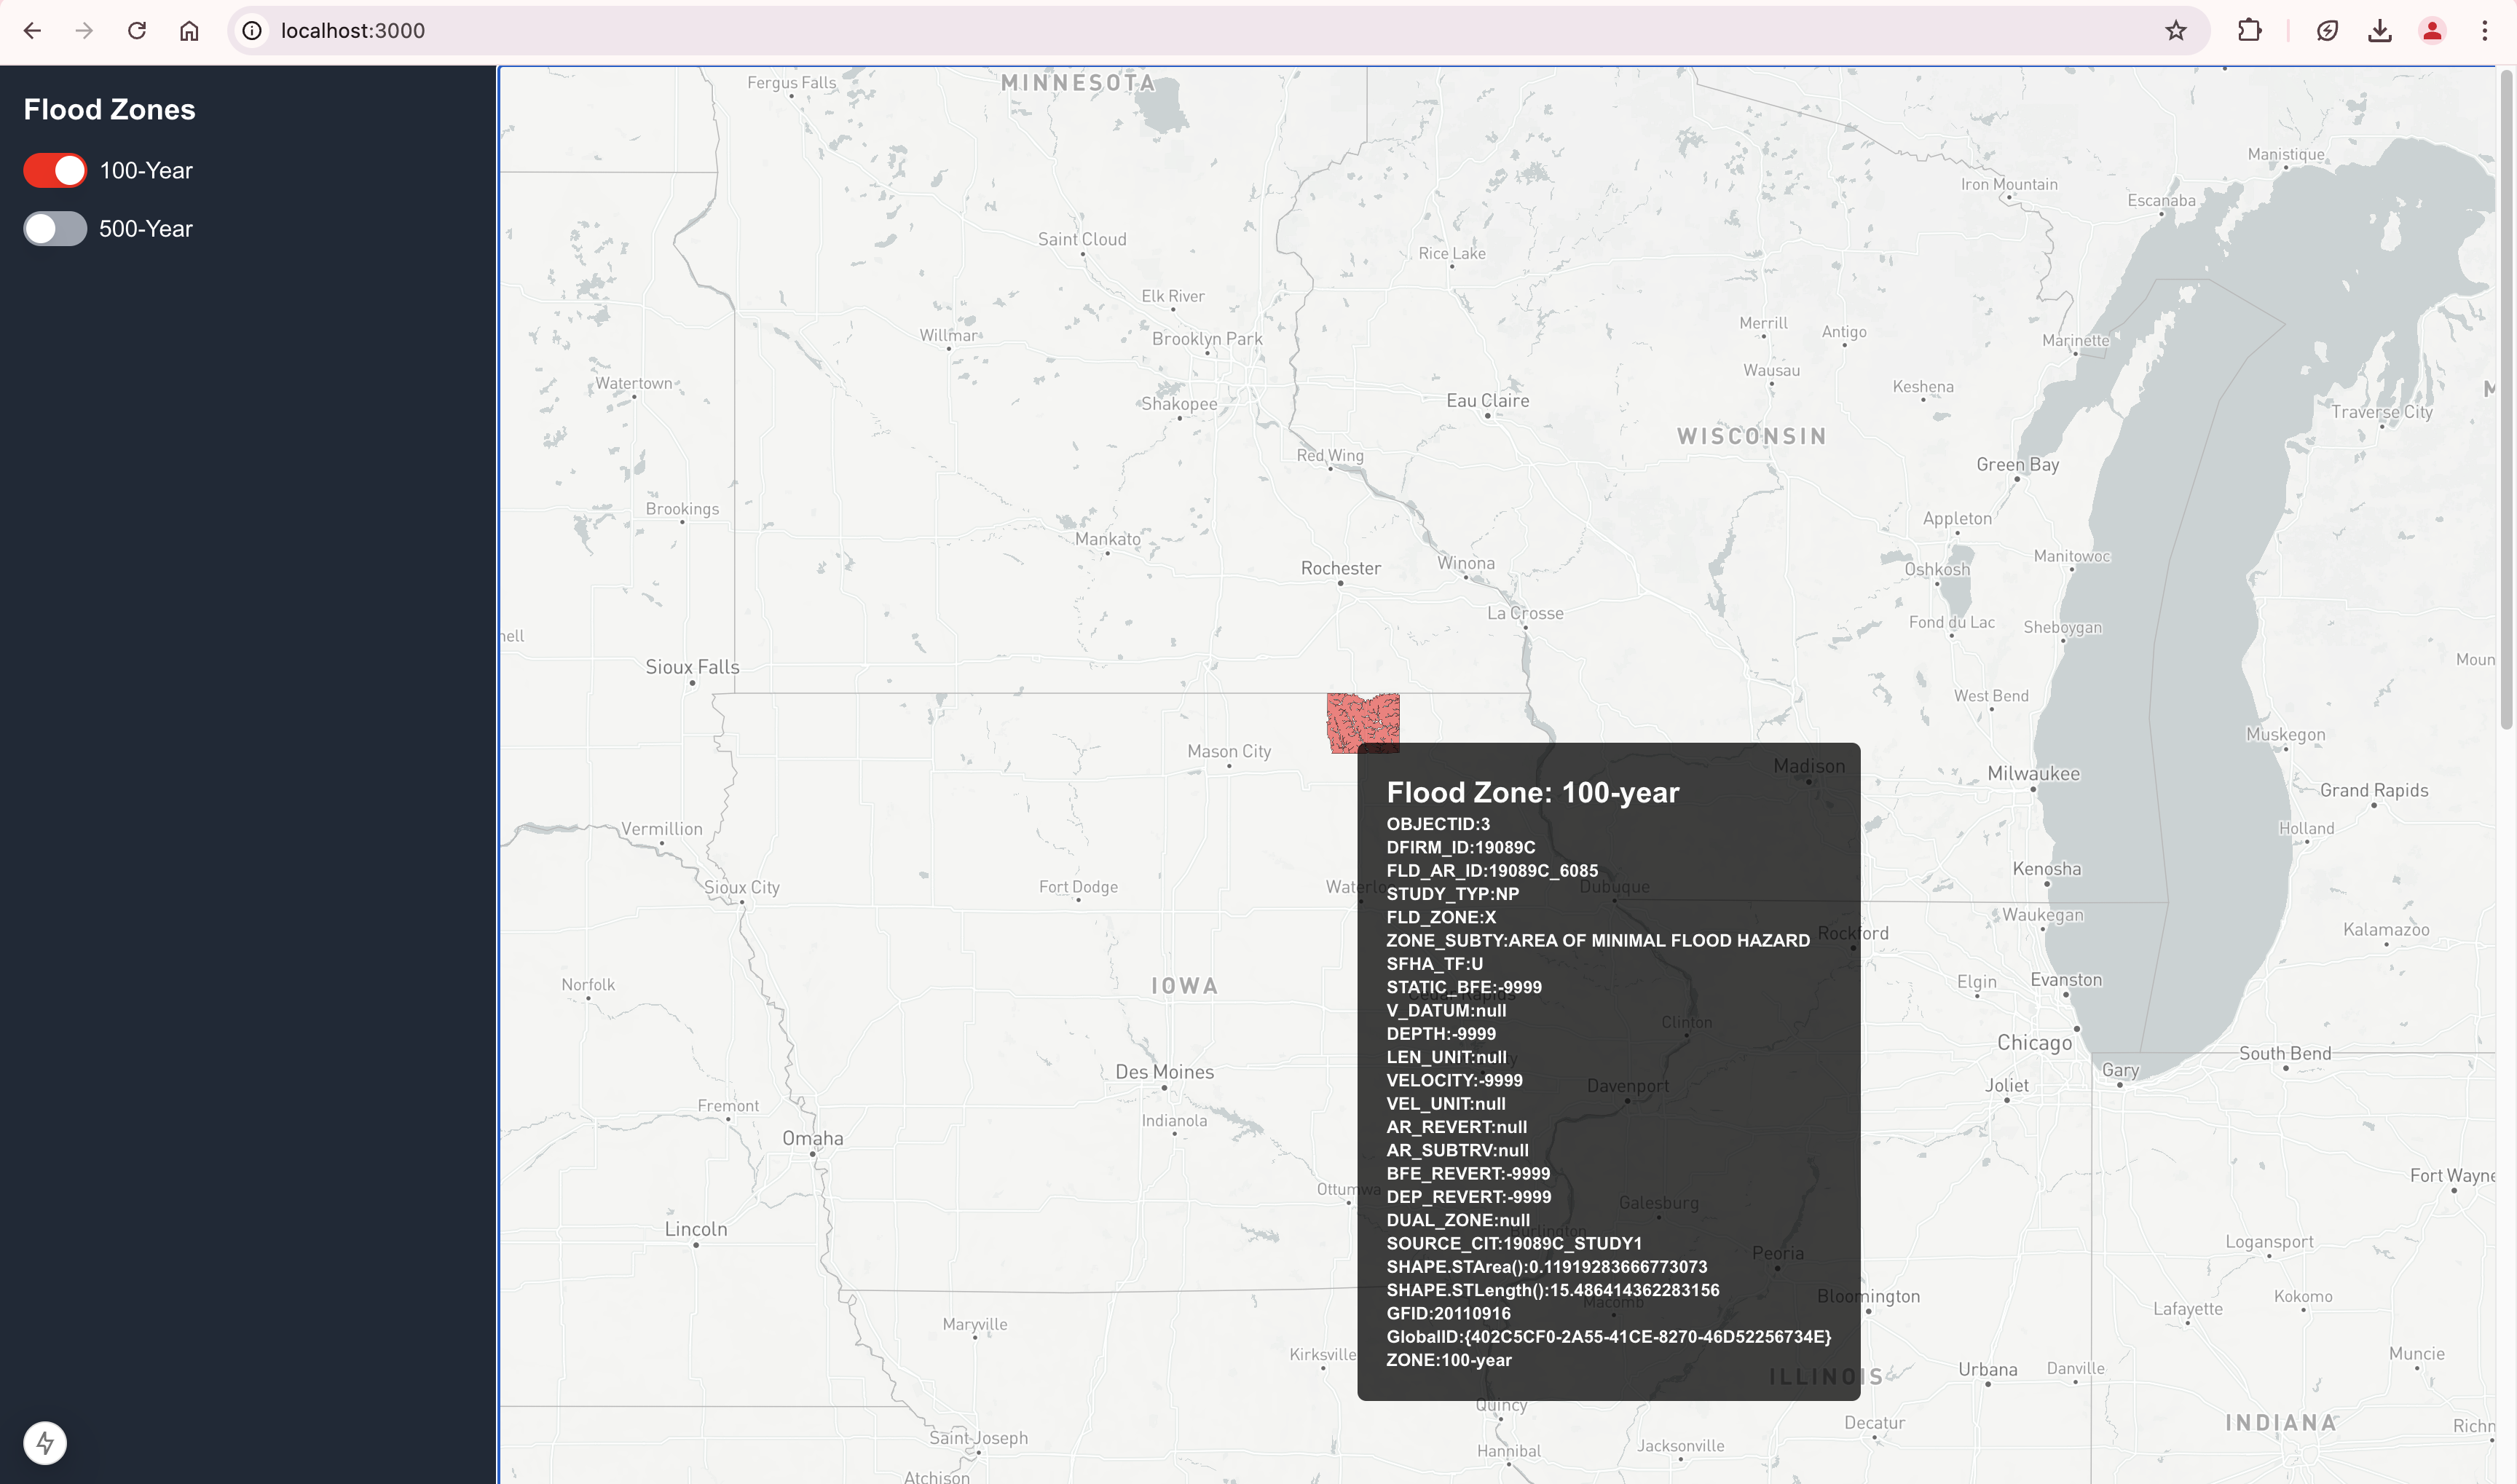 localhost:3000
Flood Zones
100-Year
500-Year
MINNESOTA
Fergus Falls
Manistique
Iron Mountain
Escanaba
Saint Cloud
Rice Lake
Elk River
Merrill
Antigo
Willmar
Brooklyn Park
Marinette
Wausau
Watertown
Keshena
M
Shakopee
Eau Claire
Traverse City
WISCONSIN
Red Wing
Green Bay
Brookings
Appleton
Mankato
Manitowoc
Rochester
Winona
Oshkosh
La Crosse
Fond du Lac
Sheboygan
nell
Sioux Falls
Moun
West Bend
Mason City
Muskegon
Madison
Milwaukee
Grand Rapids
Vermillion
Holland
Kenosha
Sioux City
Fort Dodge
Waterlo
Dubuque
Waukegan
Rockford
Kalamazoo
Norfolk
IOWA
Elgin
Evanston
Cedar Rapids
Clinton
Chicago
South Bend
Des Moines
Davenport
Joliet
Gary
Fremont
Indianola
Omaha
Ottumwa
Galesburg
Fort Wayne
Lincoln
Burlington
Peoria
Logansport
Macomb
Bloomington
Lafayette
Kokomo
Maryville
Kirksville
Muncie
ILLINOIS
Urbana
Danville
Quincy
Decatur
INDIANA
Richn
Saint Joseph
Hannibal
Jacksonville
Atchison
Flood Zone: 100-year
OBJECTID:3
DFIRM_ID:19089C
FLD_AR_ID:19089C_6085
STUDY_TYP:NP
FLD_ZONE:X
ZONE_SUBTY:AREA OF MINIMAL FLOOD HAZARD
SFHA_TF:U
STATIC_BFE:-9999
V_DATUM:null
DEPTH:-9999
LEN_UNIT:null
VELOCITY:-9999
VEL_UNIT:null
AR_REVERT:null
AR_SUBTRV:null
BFE_REVERT:-9999
DEP_REVERT:-9999
DUAL_ZONE:null
SOURCE_CIT:19089C_STUDY1
SHAPE.STArea():0.11919283666773073
SHAPE.STLength():15.486414362283156
GFID:20110916
GlobalID:{402C5CF0-2A55-41CE-8270-46D52256734E}
ZONE:100-year